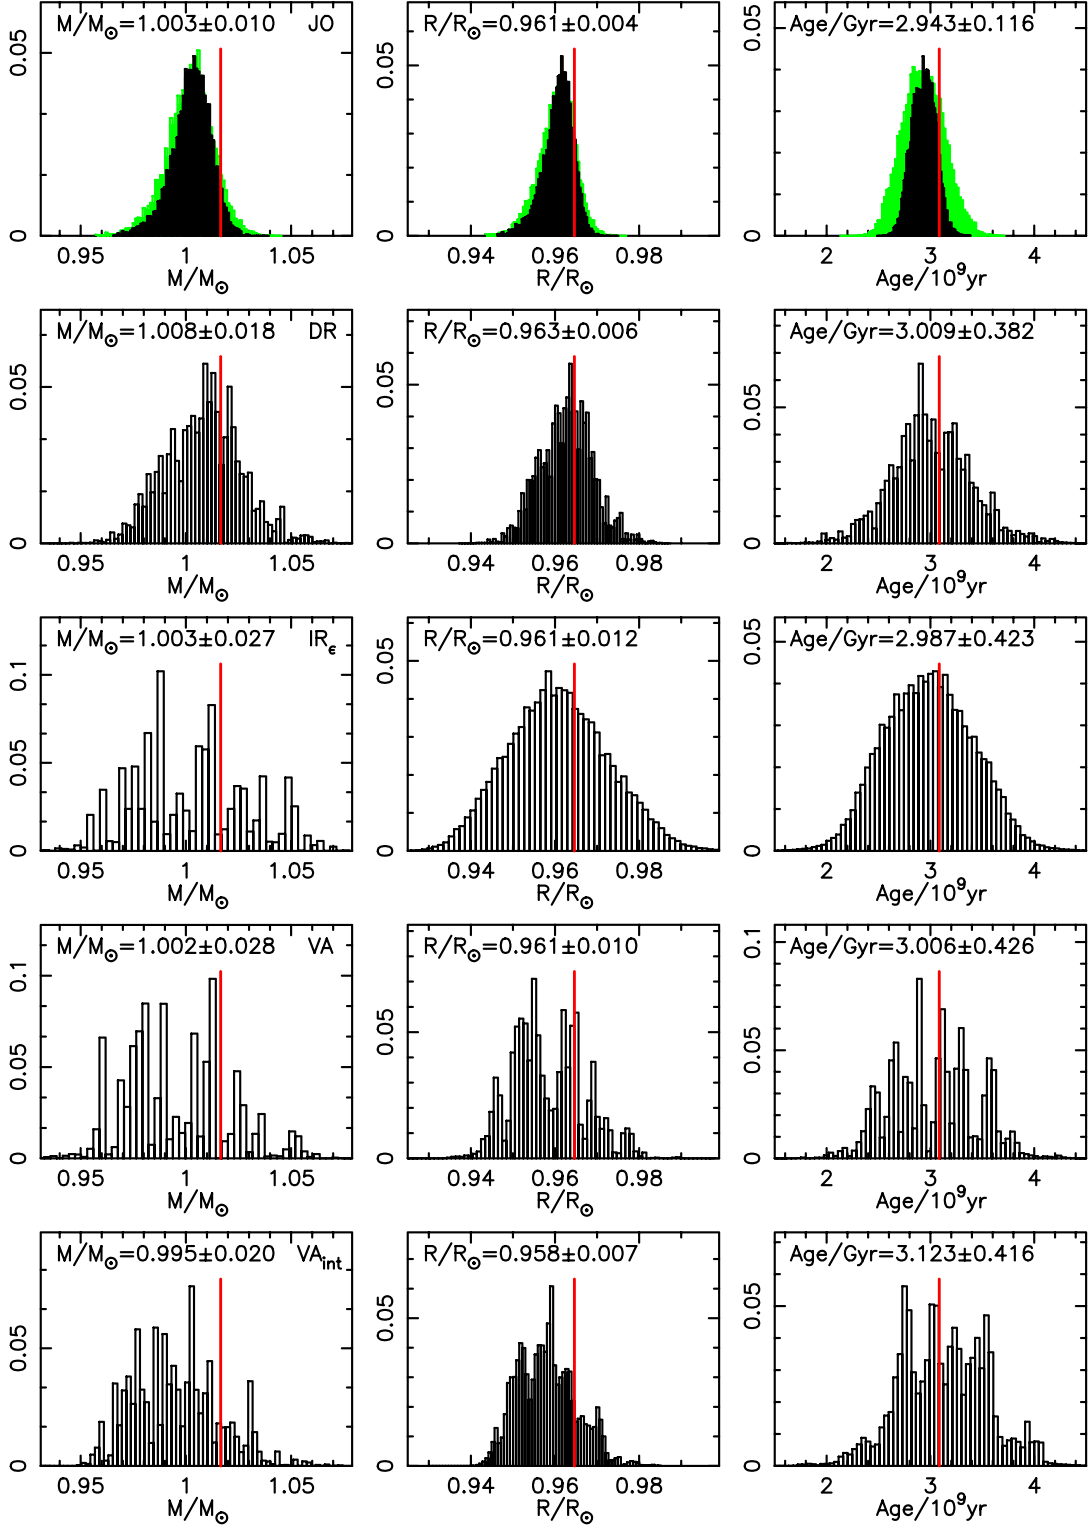 M/M⊙=1.003±0.010 JO
R/R⊙=0.961±0.004
Age/Gyr=2.943±0.116
0 0.05
0 0.05
0 0.05
0.95 1 1.05
0.94 0.96 0.98
2 3 4
M/M⊙
R/R⊙
Age/10⁹yr
M/M⊙=1.008±0.018 DR
R/R⊙=0.963±0.006
Age/Gyr=3.009±0.382
0 0.05
0 0.05
0 0.05
0.95 1 1.05
0.94 0.96 0.98
2 3 4
M/M⊙
R/R⊙
Age/10⁹yr
M/M⊙=1.003±0.027 IRϵ
R/R⊙=0.961±0.012
Age/Gyr=2.987±0.423
0 0.05 0.1
0 0.05
0 0.05
0.95 1 1.05
0.94 0.96 0.98
2 3 4
M/M⊙
R/R⊙
Age/10⁹yr
M/M⊙=1.002±0.028 VA
R/R⊙=0.961±0.010
Age/Gyr=3.006±0.426
0 0.05 0.1
0 0.05
0 0.05 0.1
0.95 1 1.05
0.94 0.96 0.98
2 3 4
M/M⊙
R/R⊙
Age/10⁹yr
M/M⊙=0.995±0.020 VAint
R/R⊙=0.958±0.007
Age/Gyr=3.123±0.416
0 0.05
0 0.05
0 0.05
0.95 1 1.05
0.94 0.96 0.98
2 3 4
M/M⊙
R/R⊙
Age/10⁹yr